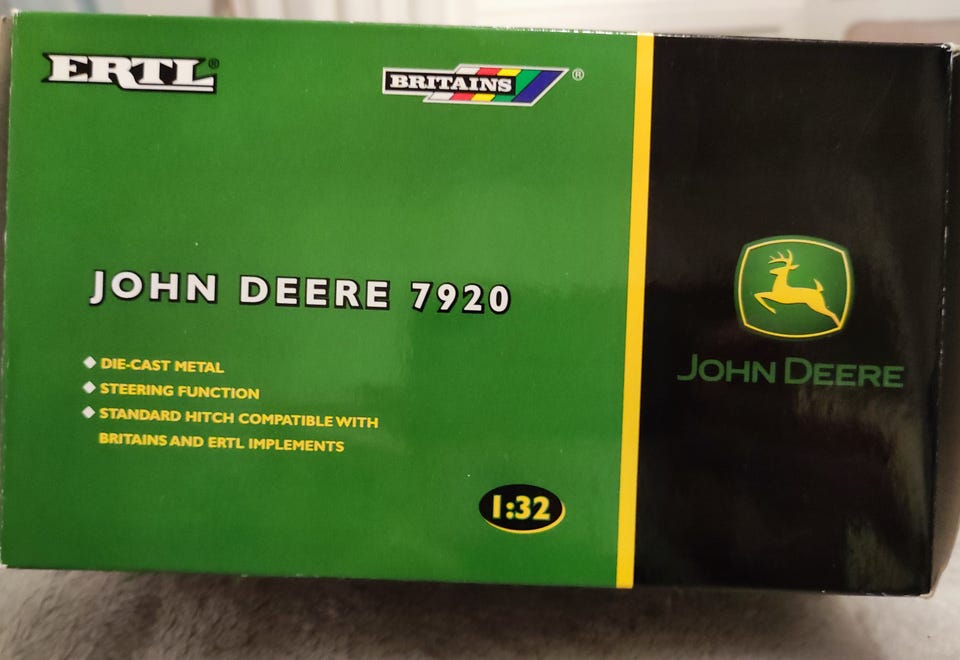 ERTL®
BRITAINS®
JOHN DEERE 7920
DIE-CAST METAL
STEERING FUNCTION
STANDARD HITCH COMPATIBLE WITH
BRITAINS AND ERTL IMPLEMENTS
1:32
JOHN DEERE